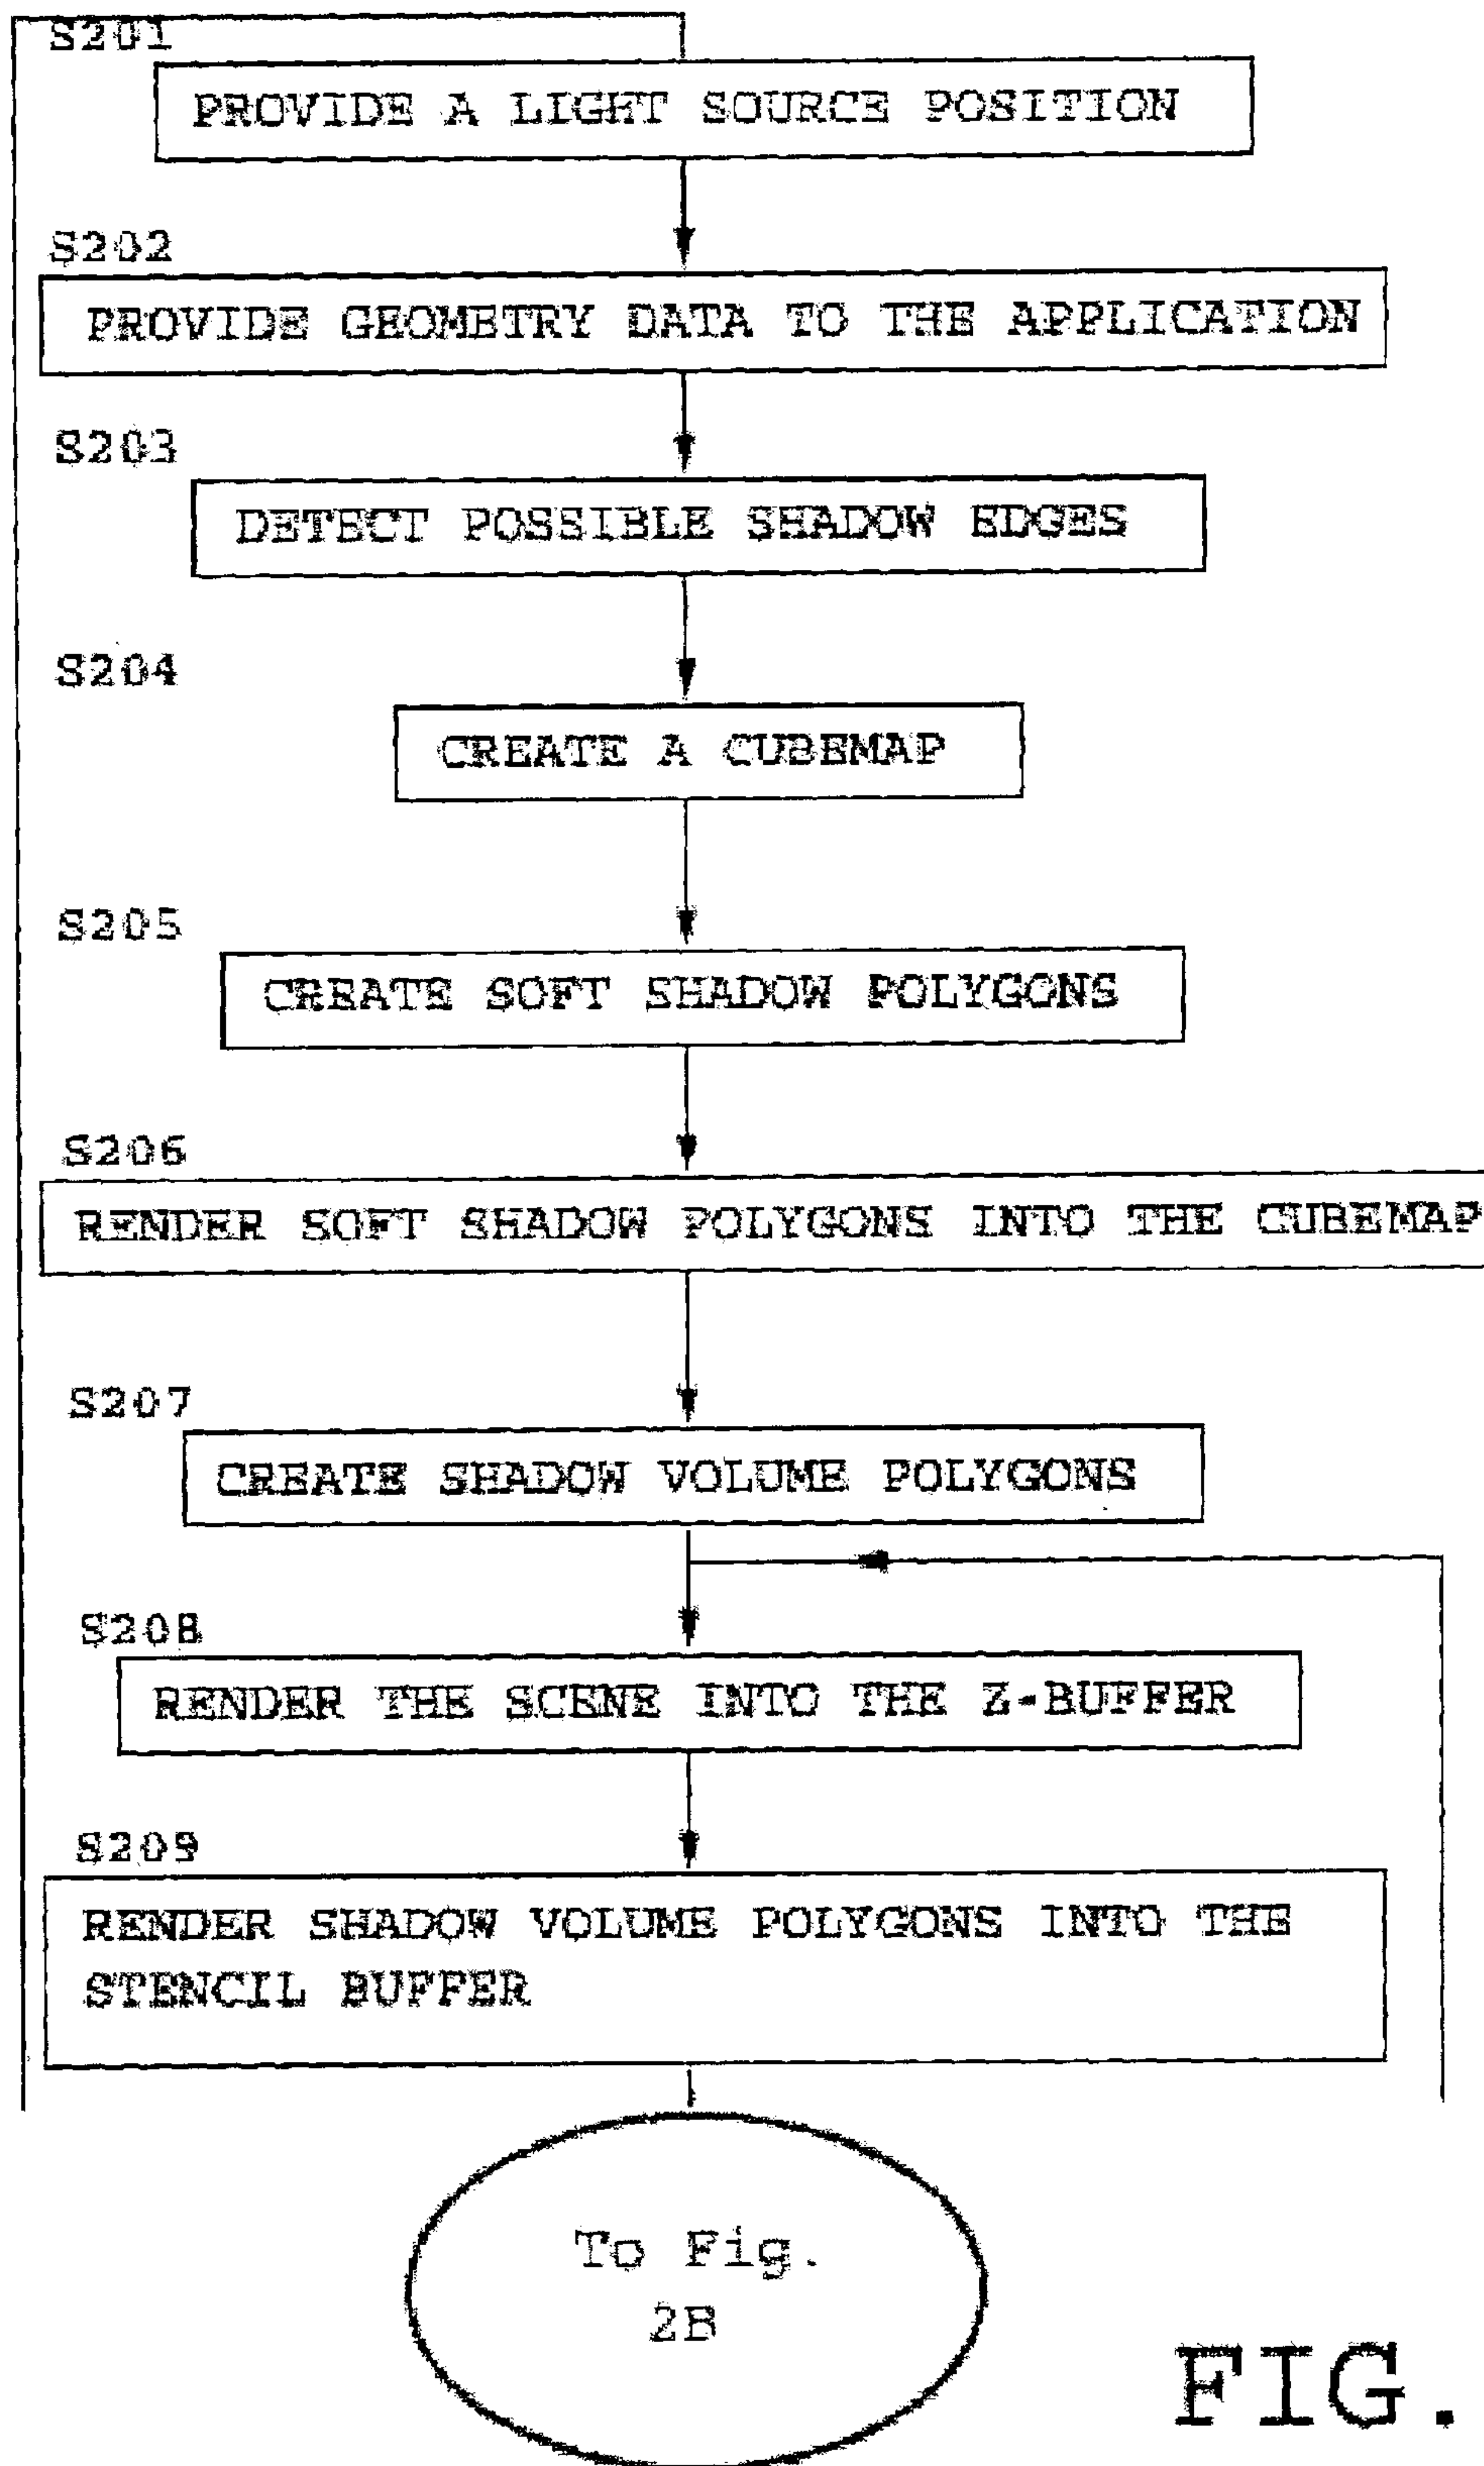 S201
PROVIDE A LIGHT SOURCE POSITION
S202
PROVIDE GEOMETRY DATA TO THE APPLICATION
S203
DETECT POSSIBLE SHADOW EDGES
S204
CREATE A CUBEMAP
S205
CREATE SOFT SHADOW POLYGONS
S206
RENDER SOFT SHADOW POLYGONS INTO THE CUBEMAP
S207
CREATE SHADOW VOLUME POLYGONS
S208
RENDER THE SCENE INTO THE Z-BUFFER
S209
RENDER SHADOW VOLUME POLYGONS INTO THE
STENCIL BUFFER
To Fig.
2B
FIG.